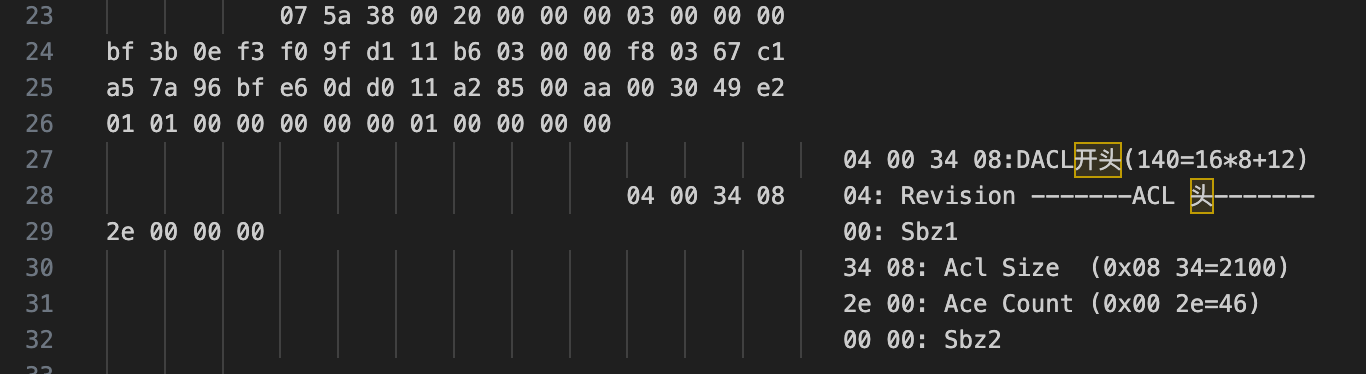 23 07 5a 38 00 20 00 00 00 03 00 00 00
24 bf 3b 0e f3 f0 9f d1 11 b6 03 00 00 f8 03 67 c1
25 a5 7a 96 bf e6 0d d0 11 a2 85 00 aa 00 30 49 e2
26 01 01 00 00 00 00 00 01 00 00 00 00
27 04 00 34 08:DACL开头(140=16*8+12)
28 04 00 34 08 04: Revision -------ACL 头-------
29 2e 00 00 00 00: Sbz1
30 34 08: Acl Size  (0x08 34=2100)
31 2e 00: Ace Count (0x00 2e=46)
32 00 00: Sbz2